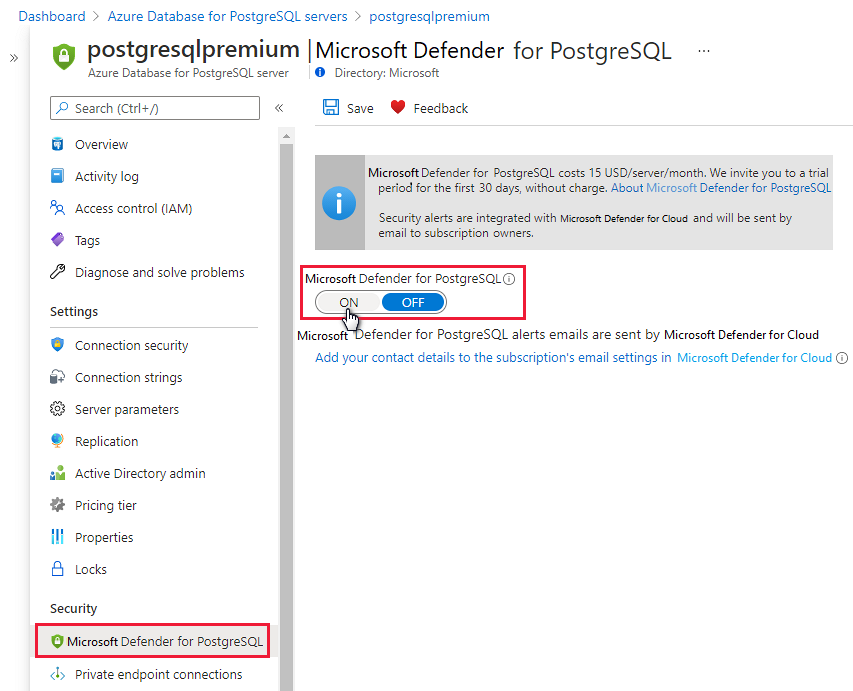 Dashboard > Azure Database for PostgreSQL servers > postgresqlpremium
»
postgresqlpremium | Microsoft Defender for PostgreSQL ...
Azure Database for PostgreSQL server
Directory: Microsoft
Search (Ctrl+/)
«
Save
Feedback
Overview
Activity log
Access control (IAM)
Tags
Diagnose and solve problems
Settings
Connection security
Connection strings
Server parameters
Replication
Active Directory admin
Pricing tier
Properties
Locks
Security
Microsoft Defender for PostgreSQL
Private endpoint connections
Microsoft Defender for PostgreSQL costs 15 USD/server/month. We invite you to a trial
period for the first 30 days, without charge. About Microsoft Defender for PostgreSQL
Security alerts are integrated with Microsoft Defender for Cloud and will be sent by
email to subscription owners.
Microsoft Defender for PostgreSQL
ON OFF
Microsoft Defender for PostgreSQL alerts emails are sent by Microsoft Defender for Cloud
Add your contact details to the subscription's email settings in Microsoft Defender for Cloud